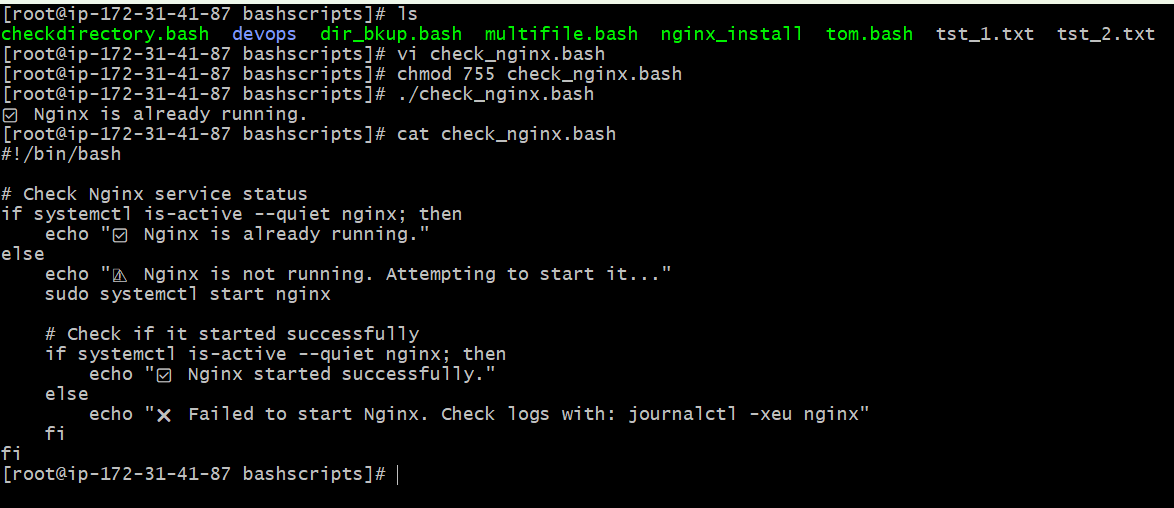 [root@ip-172-31-41-87 bashscripts]# ls
checkdirectory.bash  devops  dir_bkup.bash  multifile.bash  nginx_install  tom.bash  tst_1.txt  tst_2.txt
[root@ip-172-31-41-87 bashscripts]# vi check_nginx.bash
[root@ip-172-31-41-87 bashscripts]# chmod 755 check_nginx.bash
[root@ip-172-31-41-87 bashscripts]# ./check_nginx.bash
☑ Nginx is already running.
[root@ip-172-31-41-87 bashscripts]# cat check_nginx.bash
#!/bin/bash

# Check Nginx service status
if systemctl is-active --quiet nginx; then
    echo "☑ Nginx is already running."
else
    echo "⚠ Nginx is not running. Attempting to start it..."
    sudo systemctl start nginx

    # Check if it started successfully
    if systemctl is-active --quiet nginx; then
        echo "☑ Nginx started successfully."
    else
        echo "❌ Failed to start Nginx. Check logs with: journalctl -xeu nginx"
    fi
fi
[root@ip-172-31-41-87 bashscripts]#